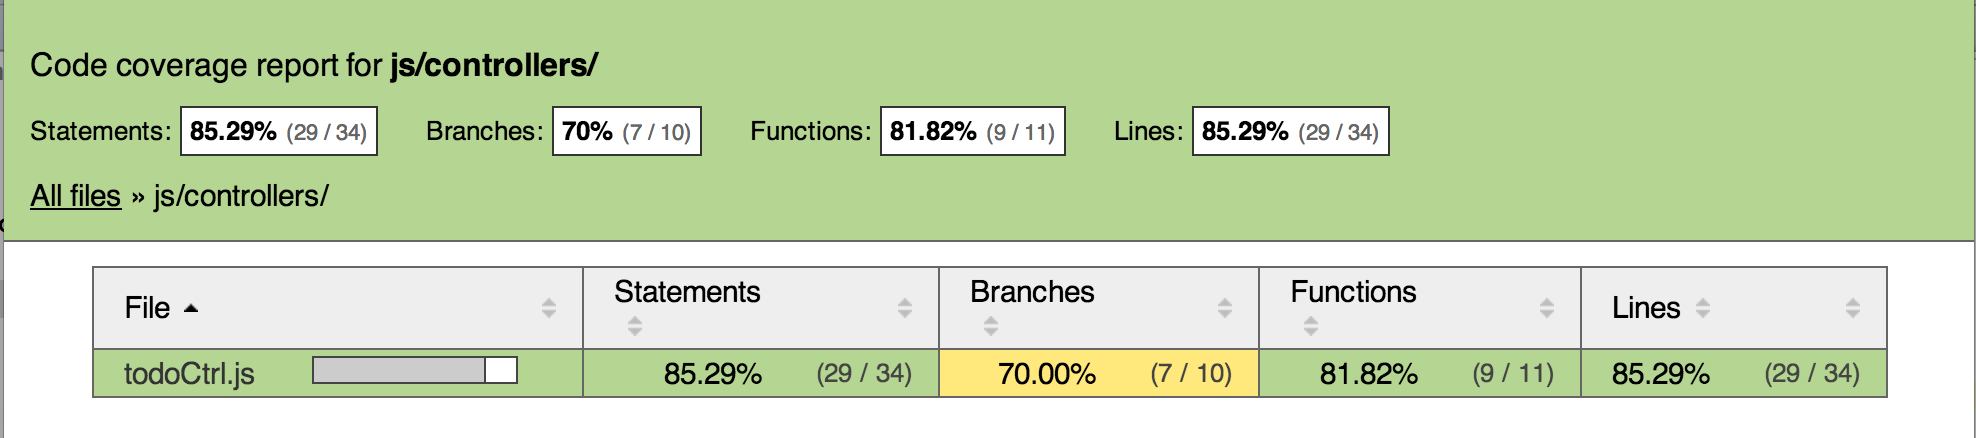 Code coverage report for js/controllers/
Statements: 85.29% (29 / 34) Branches: 70% (7 / 10) Functions: 81.82% (9 / 11) Lines: 85.29% (29 / 34)
All files » js/controllers/
File Statements Branches Functions Lines
todoCtrl.js 85.29% (29 / 34) 70.00% (7 / 10) 81.82% (9 / 11) 85.29% (29 / 34)